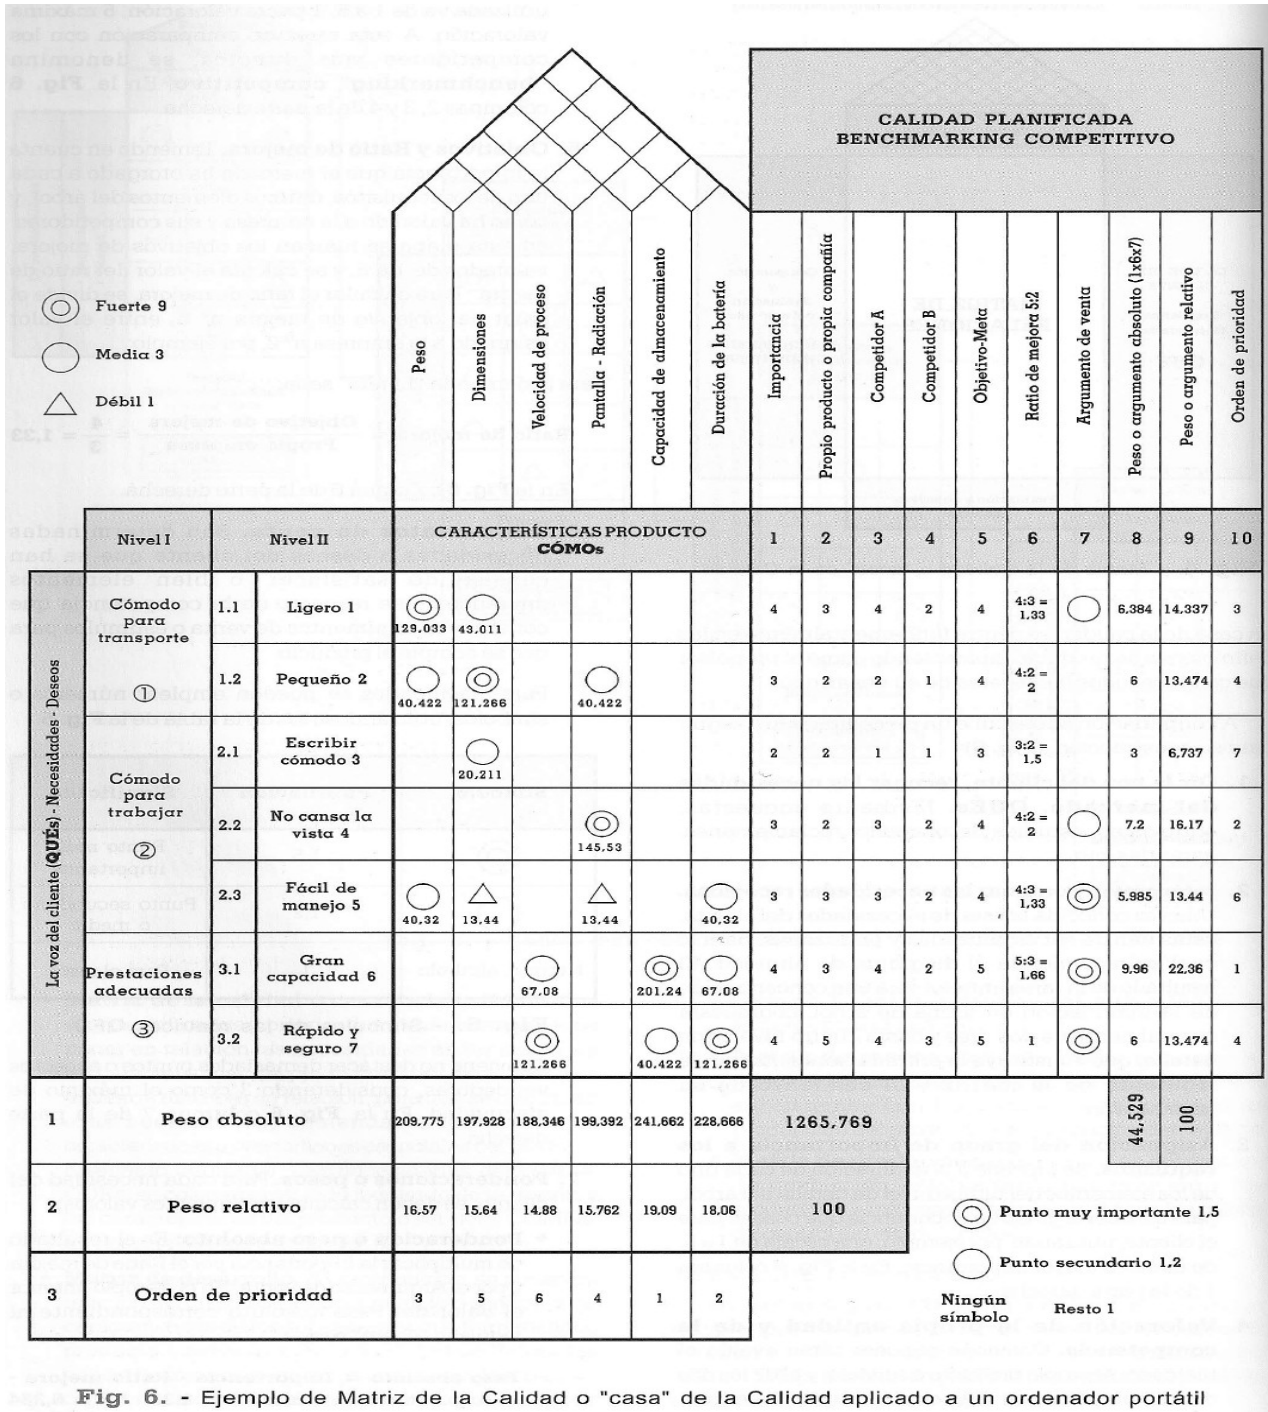 CALIDAD PLANIFICADA
BENCHMARKING COMPETITIVO
Fuerte 9
Media 3
Débil 1
Peso
Dimensiones
Velocidad de proceso
Pantalla - Radiación
Capacidad de almacenamiento
Duración de la batería
Importancia
Propio producto o propia compañía
Competidor A
Competidor B
Objetivo-Meta
Ratio de mejora 5:2
Argumento de venta
Peso o argumento absoluto (1x6x7)
Peso o argumento relativo
Orden de prioridad
Nivel I Nivel II CARACTERÍSTICAS PRODUCTO
CÓMOs
1 2 3 4 5 6 7 8 9 10
La voz del cliente (QUÉs) - Necesidades - Deseos
Cómodo para transporte
1
1.1 Ligero 1 129,033 43,011 4 3 4 2 4 4:3 = 1,33 6,384 14,337 3
1.2 Pequeño 2 40,422 121,266 40,422 3 2 2 1 4 4:2 = 2 6 13,474 4
Cómodo para trabajar
2
2.1 Escribir cómodo 3 20,211 2 2 1 1 3 3:2 = 1,5 3 6,737 7
2.2 No cansa la vista 4 145,53 3 2 3 2 4 4:2 = 2 7,2 16,17 2
2.3 Fácil de manejo 5 40,32 13,44 13,44 40,32 3 3 3 2 4 4:3 = 1,33 5,985 13,44 6
Prestaciones adecuadas
3
3.1 Gran capacidad 6 67,08 201,24 67,08 4 3 4 2 5 5:3 = 1,66 9,96 22,36 1
3.2 Rápido y seguro 7 121,266 40,422 121,266 4 5 4 3 5 1 6 13,474 4
1 Peso absoluto 209,775 197,928 188,346 199,392 241,662 228,666 1265,769 44,529 100
2 Peso relativo 16,57 15,64 14,88 15,762 19,09 18,06 100
3 Orden de prioridad 3 5 6 4 1 2
Punto muy importante 1,5
Punto secundario 1,2
Ningún símbolo Resto 1
Fig. 6. - Ejemplo de Matriz de la Calidad o "casa" de la Calidad aplicado a un ordenador portátil